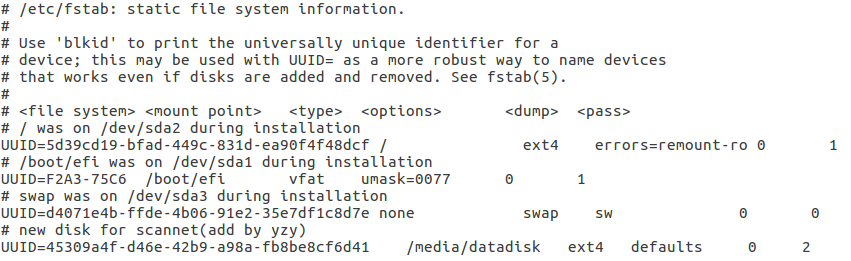 # /etc/fstab: static file system information.
#
# Use 'blkid' to print the universally unique identifier for a
# device; this may be used with UUID= as a more robust way to name devices
# that works even if disks are added and removed. See fstab(5).
#
# <file system> <mount point>   <type>  <options>       <dump>  <pass>
# / was on /dev/sda2 during installation
UUID=5d39cd19-bfad-449c-831d-ea90f4f48dcf /               ext4    errors=remount-ro 0       1
# /boot/efi was on /dev/sda1 during installation
UUID=F2A3-75C6  /boot/efi       vfat    umask=0077      0       1
# swap was on /dev/sda3 during installation
UUID=d4071e4b-ffde-4b06-91e2-35e7df1c8d7e none            swap    sw              0       0
# new disk for scannet(add by yzy)
UUID=45309a4f-d46e-42b9-a98a-fb8be8cf6d41    /media/datadisk   ext4   defaults     0     2